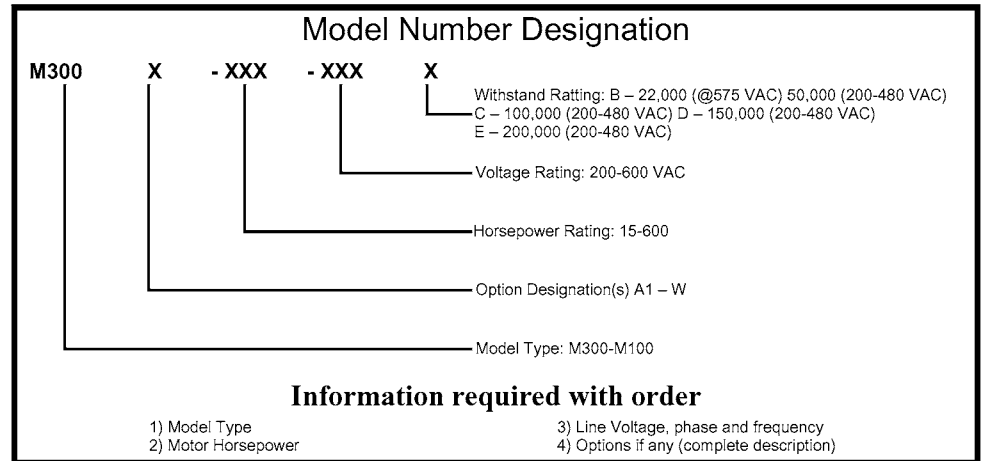 Model Number Designation
M300 X - XXX - XXX X
Withstand Ratting: B – 22,000 (@575 VAC) 50,000 (200-480 VAC)
C – 100,000 (200-480 VAC) D – 150,000 (200-480 VAC)
E – 200,000 (200-480 VAC)
Voltage Rating: 200-600 VAC
Horsepower Rating: 15-600
Option Designation(s) A1 – W
Model Type: M300-M100
Information required with order
1) Model Type
2) Motor Horsepower
3) Line Voltage, phase and frequency
4) Options if any (complete description)